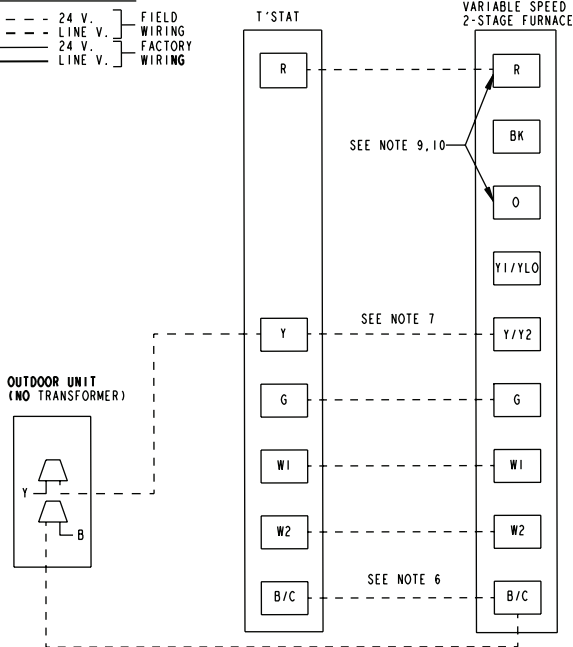 24 V.
LINE V.
FIELD
WIRING
24 V.
LINE V.
FACTORY
WIRING
T'STAT
VARIABLE SPEED
2-STAGE FURNACE
R
R
SEE NOTE 9,10
BK
O
Y1/YLO
Y
SEE NOTE 7
Y/Y2
G
G
OUTDOOR UNIT
(NO TRANSFORMER)
Y
B
W1
W1
W2
W2
B/C
SEE NOTE 6
B/C